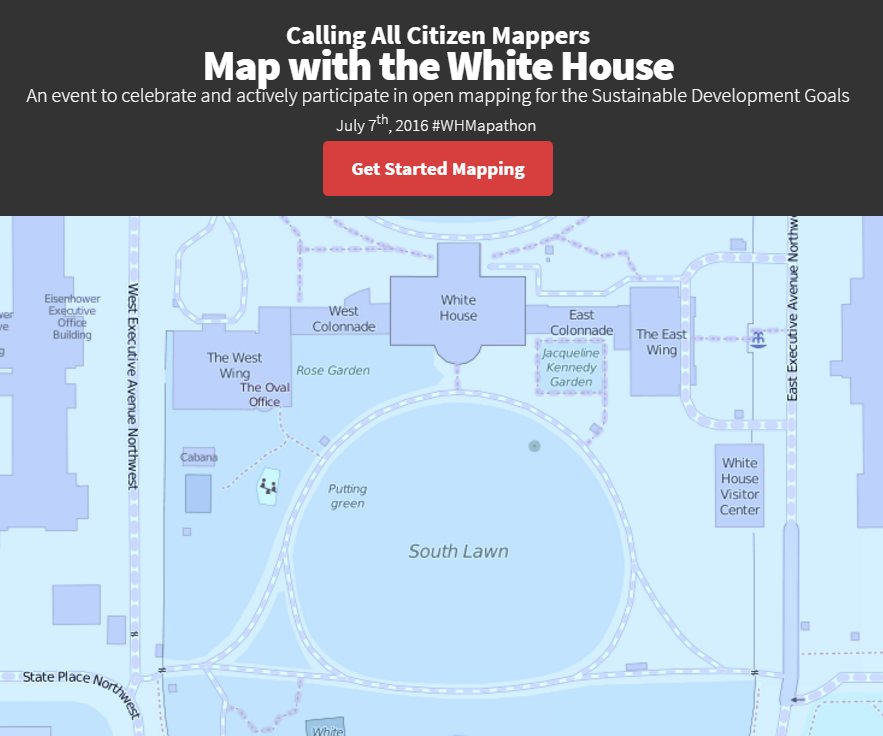 Calling All Citizen Mappers
Map with the White House
An event to celebrate and actively participate in open mapping for the Sustainable Development Goals
July 7th, 2016 #WHMapathon
Get Started Mapping
Eisenhower
Executive
Office
Building
West Executive Avenue Northwest
West
Colonnade
White
House
East
Colonnade
The East
Wing
East Executive Avenue Northw
The West
Wing
The Oval
Office
Rose Garden
Jacqueline
Kennedy
Garden
Cabana
Putting
green
White
House
Visitor
Center
South Lawn
State Place Northwest
White